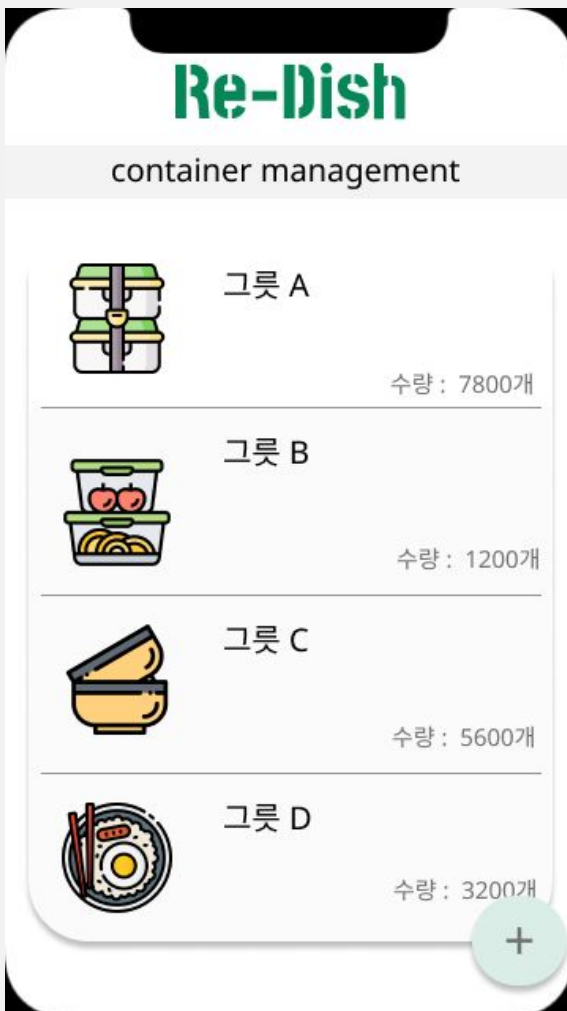 Re-Dish
container management
그릇 A
수량 : 7800개
그릇 B
수량 : 1200개
그릇 C
수량 : 5600개
그릇 D
수량 : 3200개
+